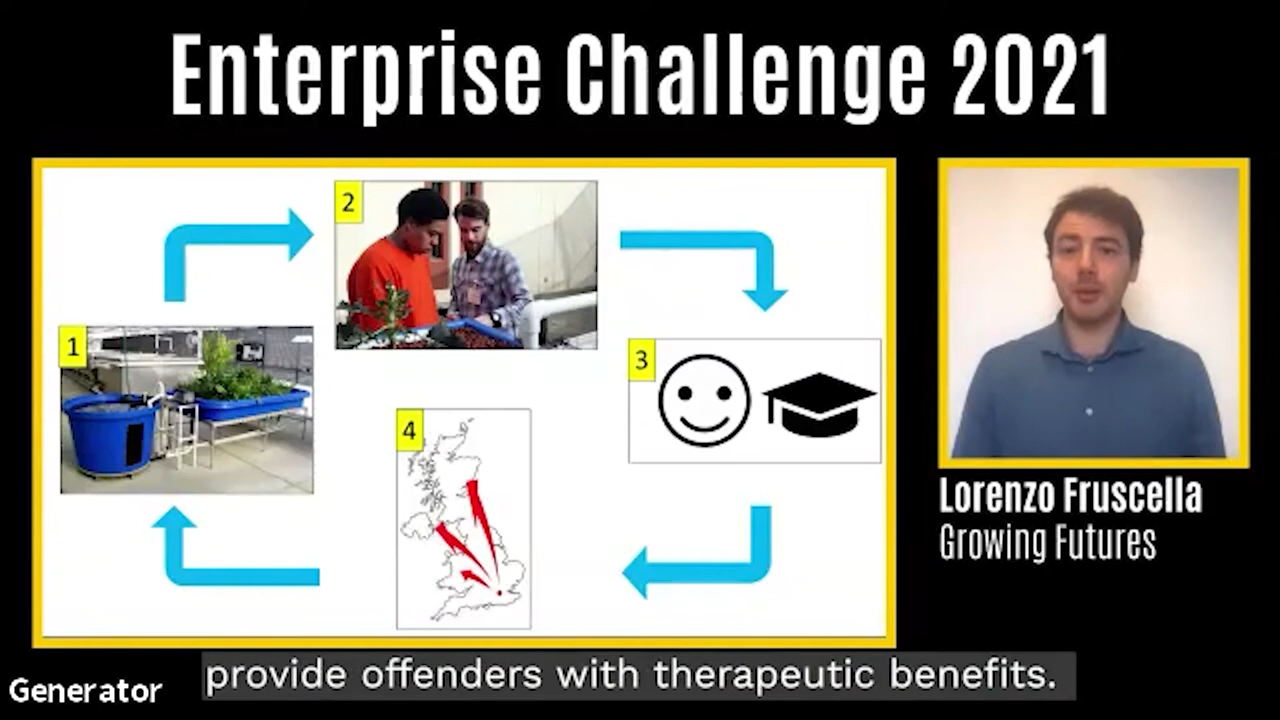 Enterprise Challenge 2021
1
2
3
4
Lorenzo Fruscella
Growing Futures
provide offenders with therapeutic benefits.
Generator